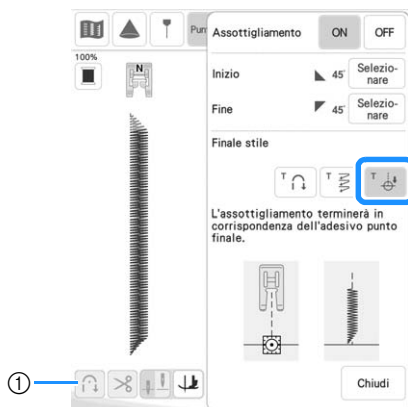 Pun
100%
N
Assottigliamento ON OFF
Inizio 45° Selezio-
nare
Fine 45° Selezio-
nare
Finale stile
T T T
L'assottigliamento terminerà in
corrispondenza dell'adesivo punto
finale.
Chiudi
①